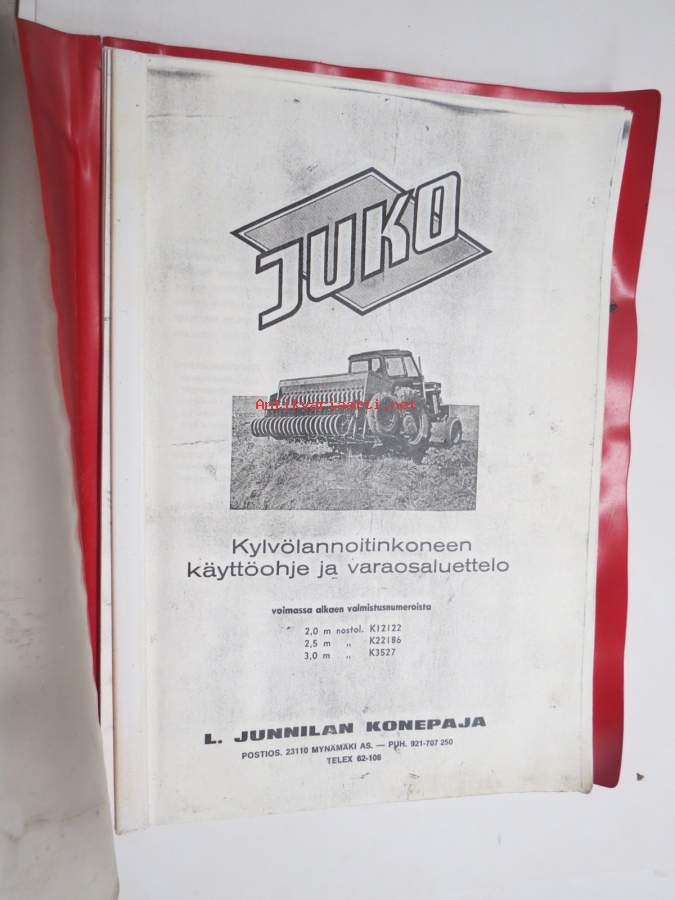 JUKO
Antikvariaatti.net
Kylvölannoitinkoneen
käyttöohje ja varaosaluettelo
voimassa alkaen valmistusnumeroista
2,0 m nostol. K12122
2,5 m „ K22186
3,0 m „ K3527
L. JUNNILAN KONEPAJA
POSTIOS. 23110 MYNÄMÄKI AS. — PUH. 921-707 250
TELEX 62-106